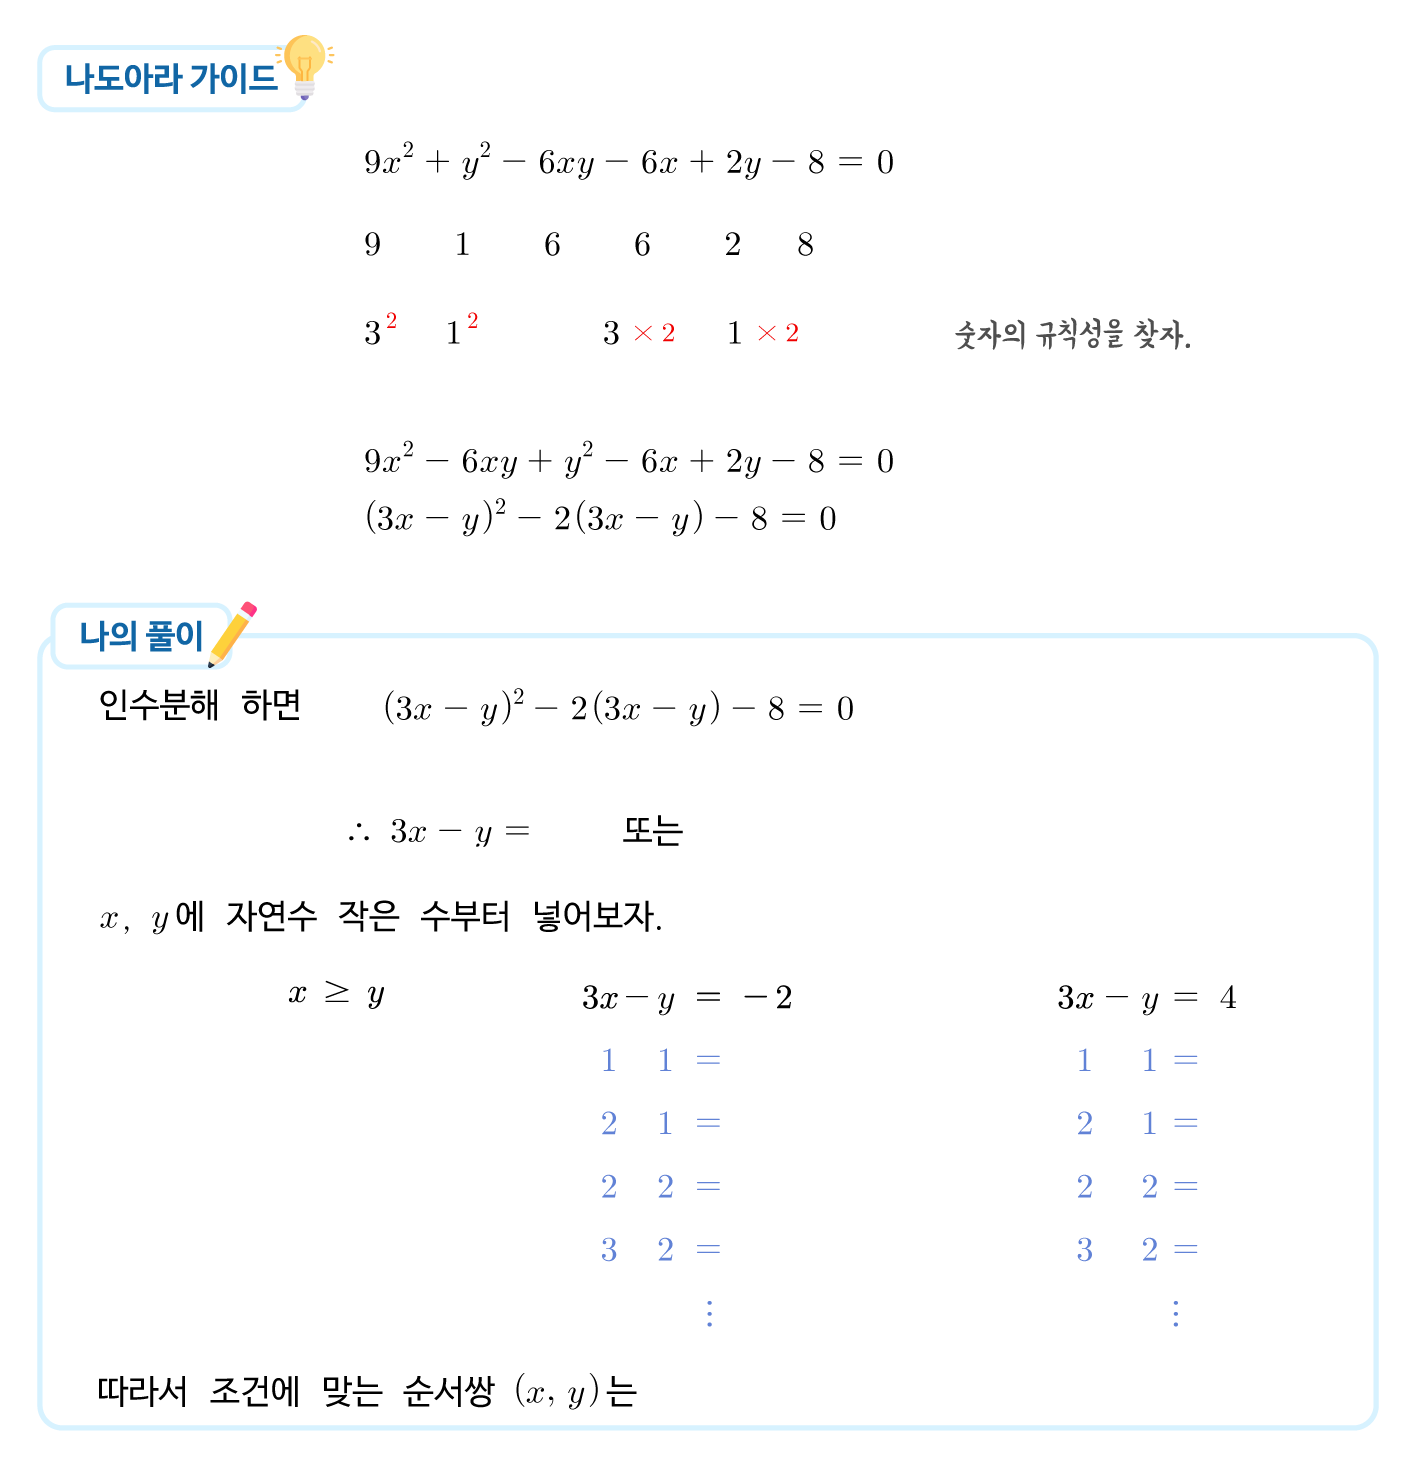 나도아라 가이드
9x² + y² − 6xy − 6x + 2y − 8 = 0
9 1 6 6 2 8
3² 1² 3 × 2 1 × 2 숫자의 규칙성을 찾자.
9x² − 6xy + y² − 6x + 2y − 8 = 0
(3x − y)² − 2(3x − y) − 8 = 0
나의 풀이
인수분해 하면 (3x − y)² − 2(3x − y) − 8 = 0
∴ 3x − y = 또는
x, y에 자연수 작은 수부터 넣어보자.
x ≥ y 3x − y = −2 3x − y = 4
1 1 = 1 1 =
2 1 = 2 1 =
2 2 = 2 2 =
3 2 = 3 2 =
⋮ ⋮
따라서 조건에 맞는 순서쌍 (x, y)는